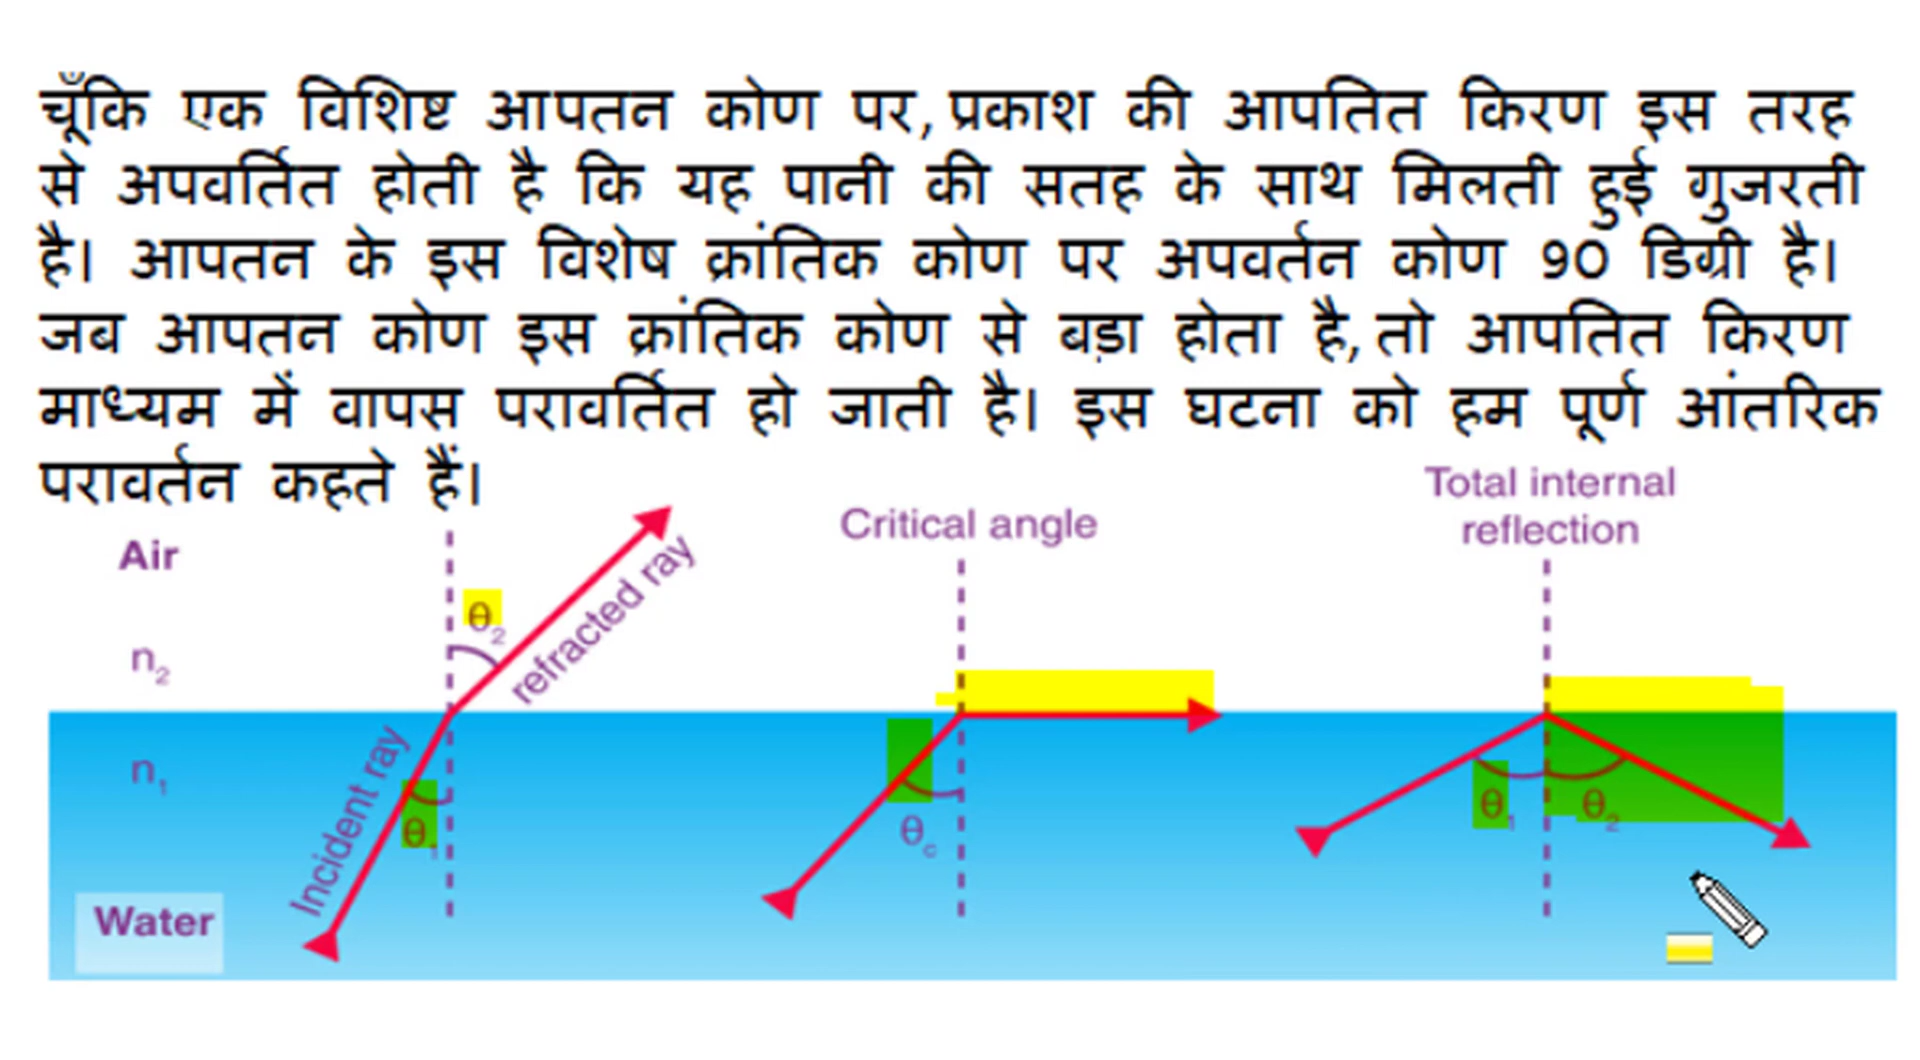 चूँकि एक विशिष्ट आपतन कोण पर, प्रकाश की आपतित किरण इस तरह
से अपवर्तित होती है कि यह पानी की सतह के साथ मिलती हुई गुजरती
है। आपतन के इस विशेष क्रांतिक कोण पर अपवर्तन कोण 90 डिग्री है।
जब आपतन कोण इस क्रांतिक कोण से बड़ा होता है, तो आपतित किरण
माध्यम में वापस परावर्तित हो जाती है। इस घटना को हम पूर्ण आंतरिक
परावर्तन कहते हैं।
Total internal
reflection
Critical angle
Air
θ₂
refracted ray
n₂
n₁
Incident ray
θ₁
θc
θ₁
θ₂
Water